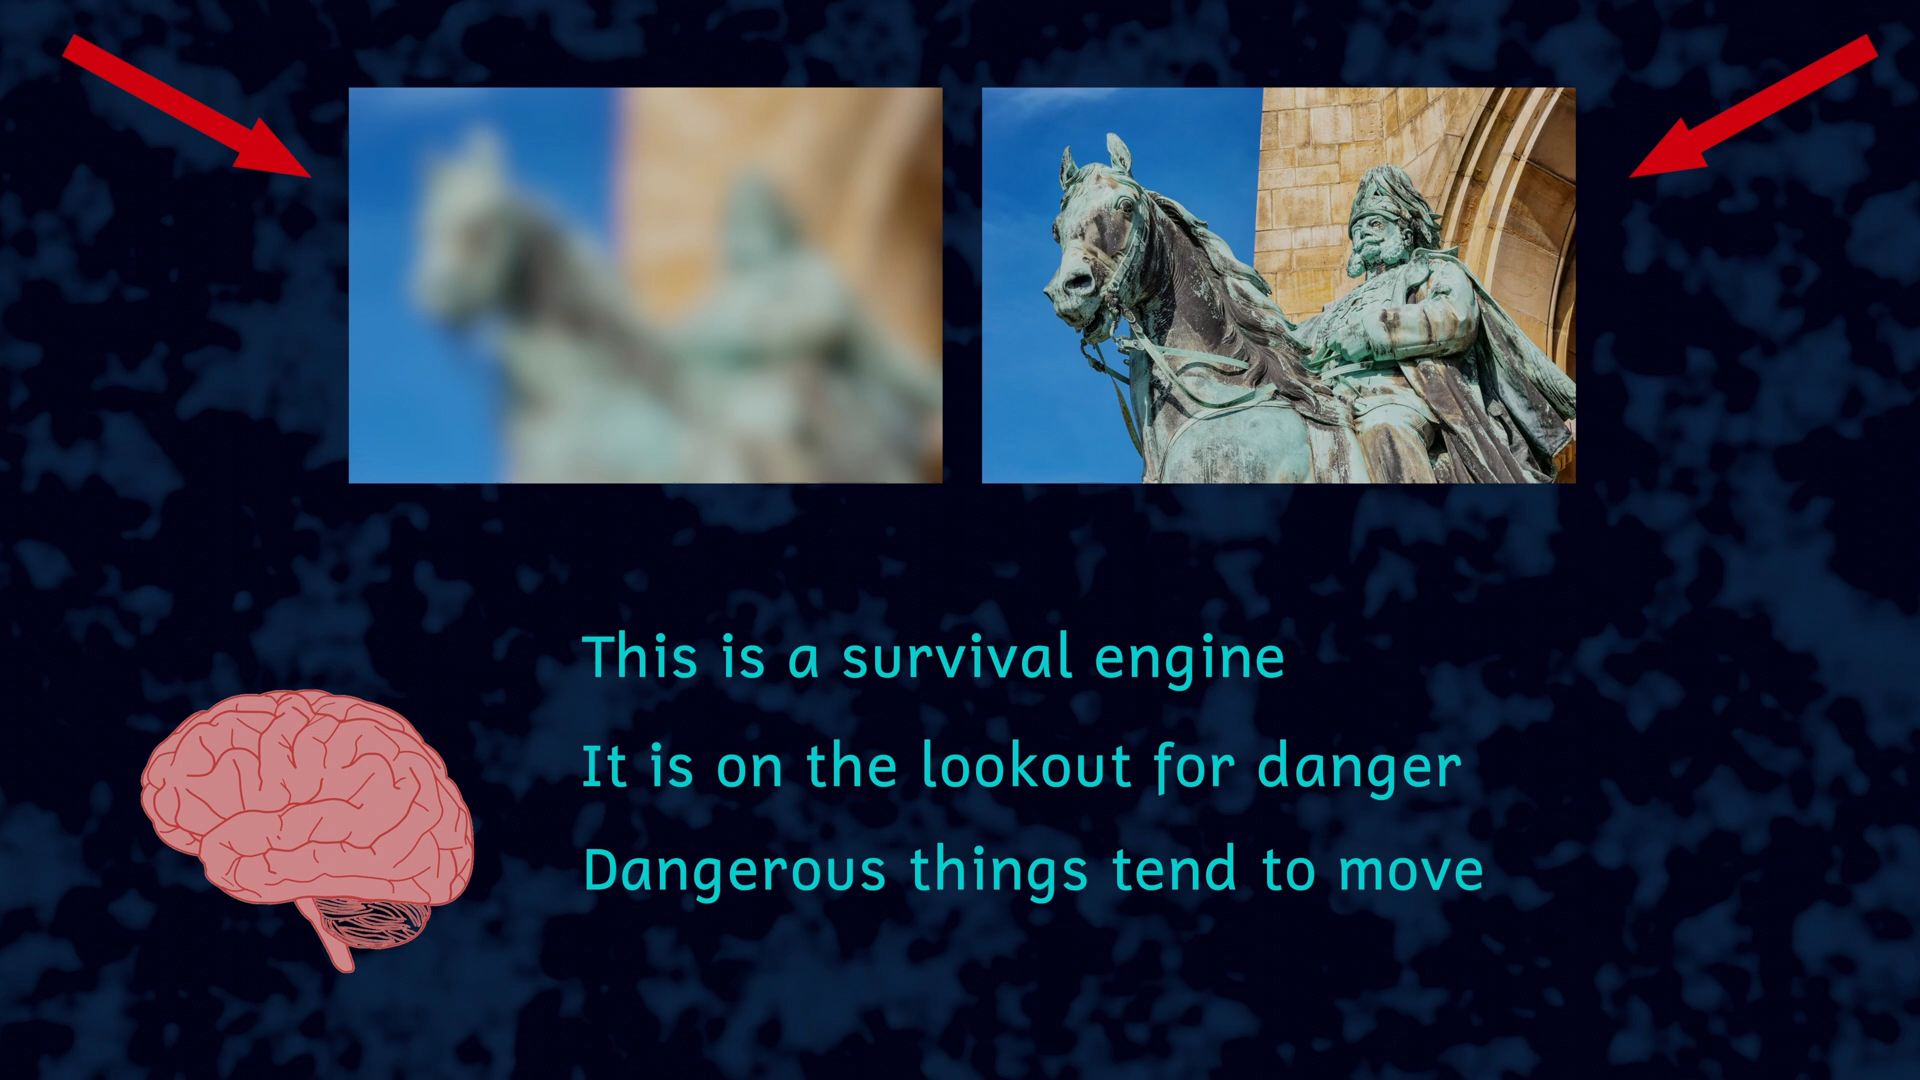 This is a survival engine
It is on the lookout for danger
Dangerous things tend to move